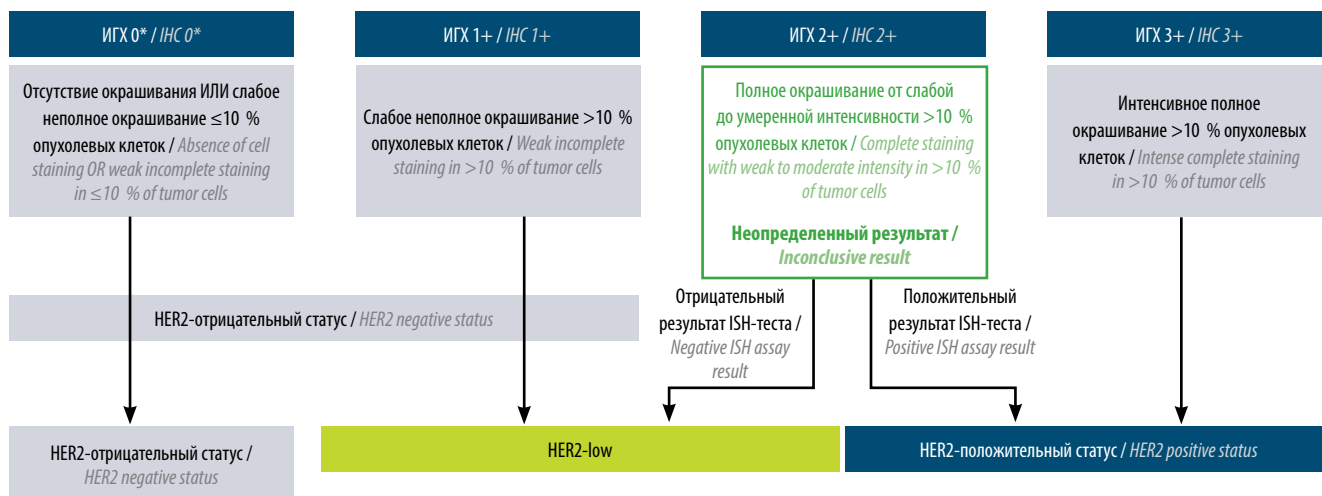 ИГХ 0* / IHC 0*
Отсутствие окрашивания ИЛИ слабое
неполное окрашивание ≤10 %
опухолевых клеток / Absence of cell
staining OR weak incomplete staining
in ≤10 % of tumor cells
ИГХ 1+ / IHC 1+
Слабое неполное окрашивание >10 %
опухолевых клеток / Weak incomplete
staining in >10 % of tumor cells
ИГХ 2+ / IHC 2+
Полное окрашивание от слабой
до умеренной интенсивности >10 %
опухолевых клеток / Complete staining
with weak to moderate intensity in >10 %
of tumor cells
Неопределенный результат /
Inconclusive result
ИГХ 3+ / IHC 3+
Интенсивное полное
окрашивание >10 % опухолевых
клеток / Intense complete staining
in >10 % of tumor cells
HER2-отрицательный статус / HER2 negative status
Отрицательный
результат ISH-теста /
Negative ISH assay
result
Положительный
результат ISH-теста /
Positive ISH assay result
HER2-отрицательный статус /
HER2 negative status
HER2-low
HER2-положительный статус / HER2 positive status